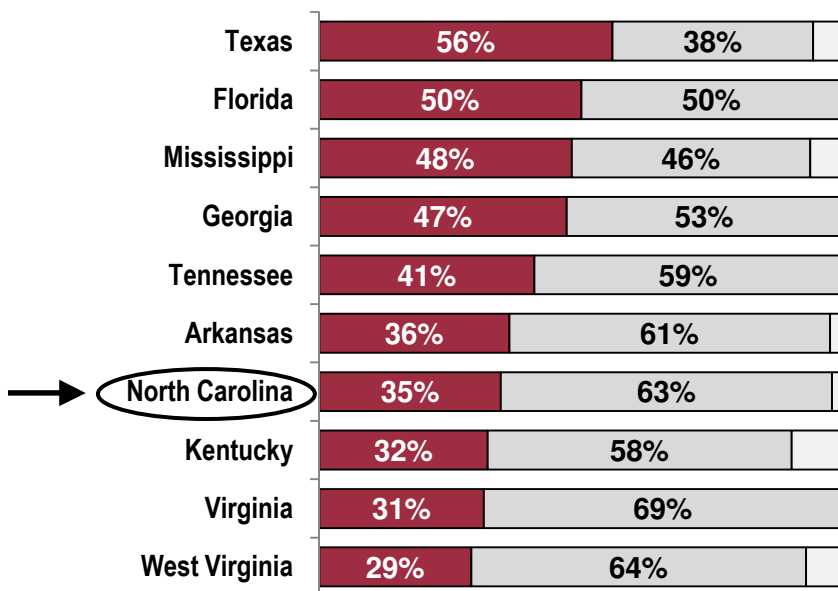 Texas 56% 38%
Florida 50% 50%
Mississippi 48% 46%
Georgia 47% 53%
Tennessee 41% 59%
Arkansas 36% 61%
North Carolina 35% 63%
Kentucky 32% 58%
Virginia 31% 69%
West Virginia 29% 64%